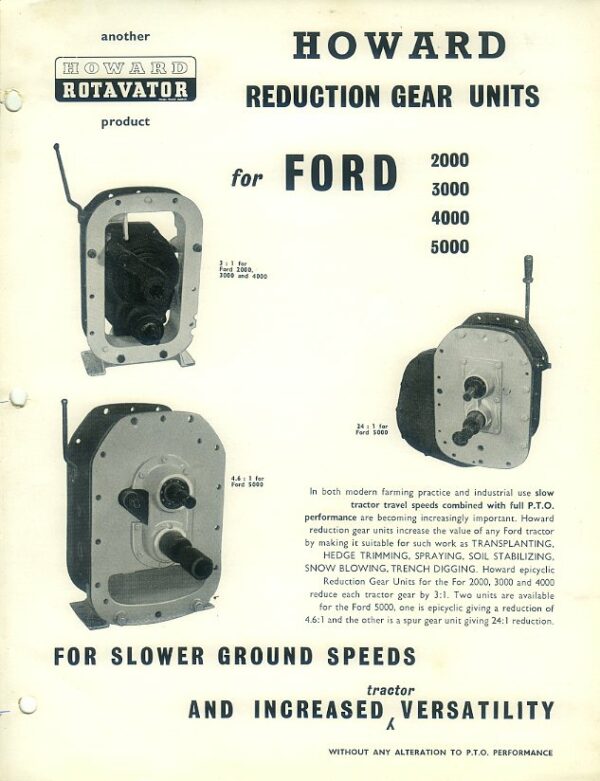 another
HOWARD
ROTAVATOR
product
HOWARD
REDUCTION GEAR UNITS
for FORD
2000
3000
4000
5000
3 : 1 for
Ford 2000,
3000 and 4000
24 : 1 for
Ford 5000
4.6 : 1 for
Ford 5000
In both modern farming practice and industrial use slow
tractor travel speeds combined with full P.T.O.
performance are becoming increasingly important. Howard
reduction gear units increase the value of any Ford tractor
by making it suitable for such work as TRANSPLANTING,
HEDGE TRIMMING, SPRAYING, SOIL STABILIZING,
SNOW BLOWING, TRENCH DIGGING. Howard epicyclic
Reduction Gear Units for the For 2000, 3000 and 4000
reduce each tractor gear by 3:1. Two units are available
for the Ford 5000, one is epicyclic giving a reduction of
4.6:1 and the other is a spur gear unit giving 24:1 reduction.
FOR SLOWER GROUND SPEEDS
tractor
AND INCREASED VERSATILITY
WITHOUT ANY ALTERATION TO P.T.O. PERFORMANCE